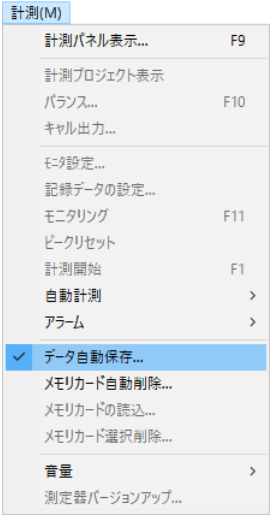 計測(M)
計測パネル表示... F9
計測プロジェクト表示
バランス... F10
キャル出力...
ﾓﾆﾀ設定...
記録データの設定...
モニタリング F11
ピークリセット
計測開始 F1
自動計測
アラーム
データ自動保存...
メモリカード自動削除...
メモリカードの読込...
メモリカード選択削除...
音量
測定器バージョンアップ...